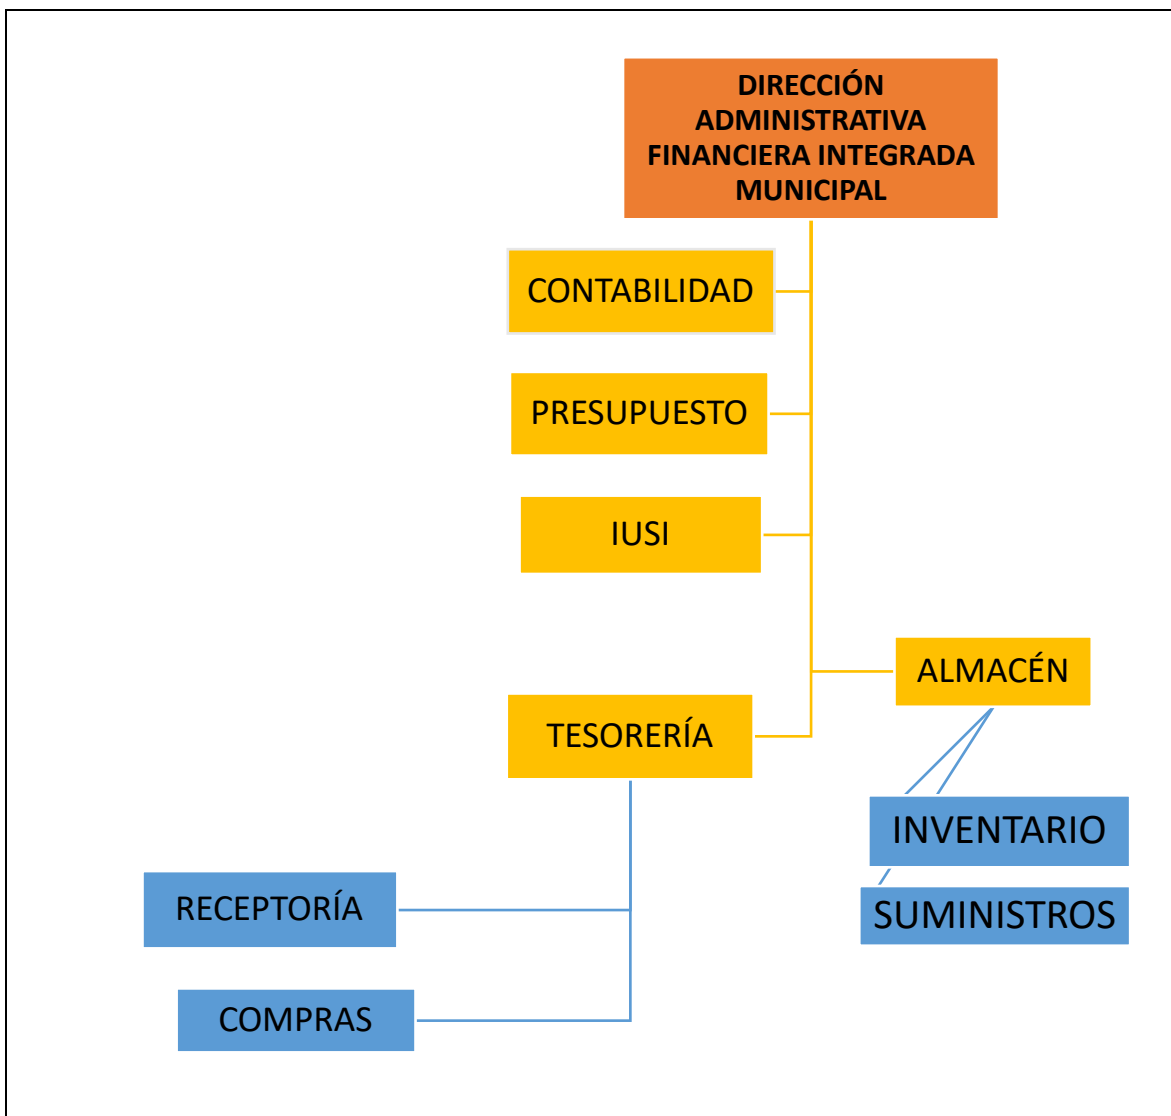 DIRECCIÓN
ADMINISTRATIVA
FINANCIERA INTEGRADA
MUNICIPAL
CONTABILIDAD
PRESUPUESTO
IUSI
ALMACÉN
TESORERÍA
INVENTARIO
RECEPTORÍA
SUMINISTROS
COMPRAS